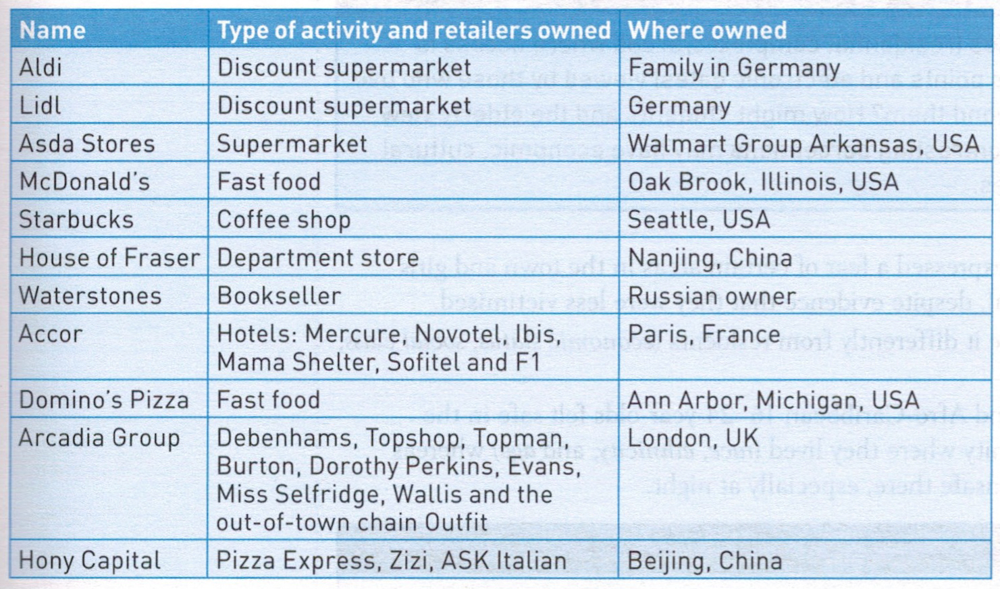 Name Type of activity and retailers owned Where owned
Aldi Discount supermarket Family in Germany
Lidl Discount supermarket Germany
Asda Stores Supermarket Walmart Group Arkansas, USA
McDonald's Fast food Oak Brook, Illinois, USA
Starbucks Coffee shop Seattle, USA
House of Fraser Department store Nanjing, China
Waterstones Bookseller Russian owner
Accor Hotels: Mercure, Novotel, Ibis, Paris, France
Mama Shelter, Sofitel and F1
Domino's Pizza Fast food Ann Arbor, Michigan, USA
Arcadia Group Debenhams, Topshop, Topman, London, UK
Burton, Dorothy Perkins, Evans,
Miss Selfridge, Wallis and the
out-of-town chain Outfit
Hony Capital Pizza Express, Zizi, ASK Italian Beijing, China